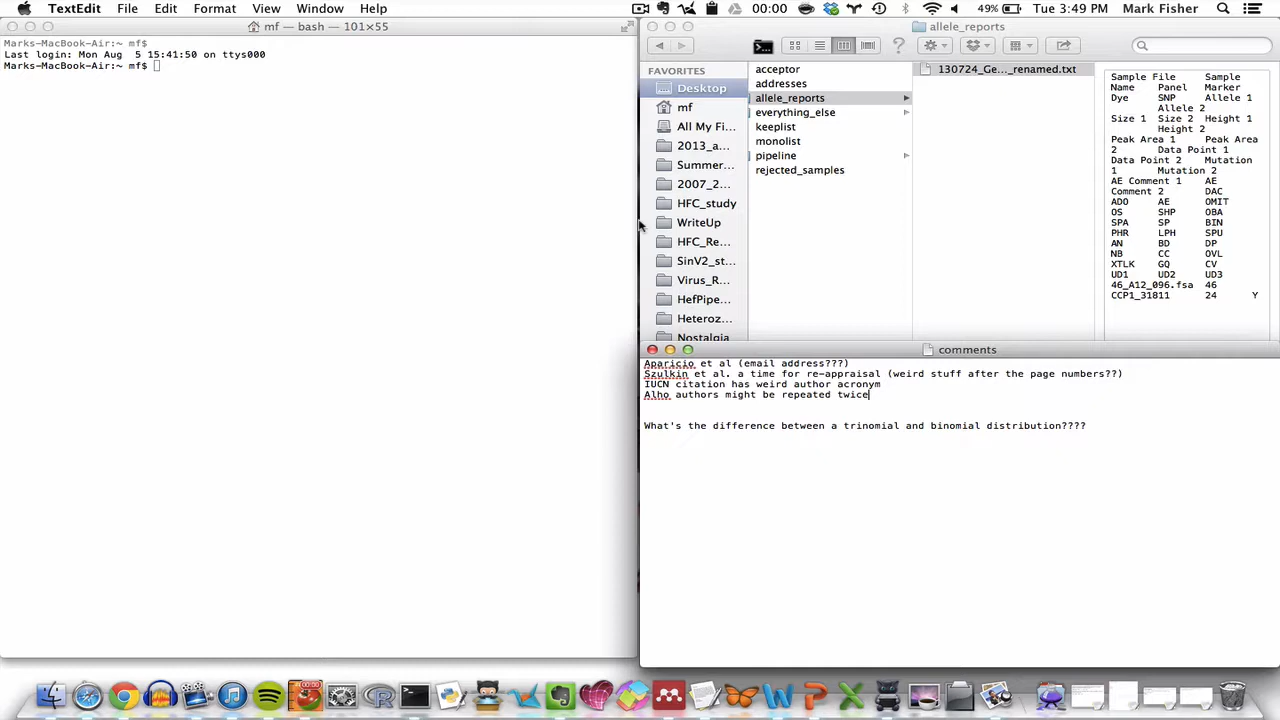 TextEdit File Edit Format View Window Help 00:00 49% Tue 3:49 PM Mark Fisher
mf — bash — 101×55
Marks-MacBook-Air:~ mf$
Last login: Mon Aug  5 15:41:50 on ttys000
Marks-MacBook-Air:~ mf$
allele_reports
FAVORITES
Desktop
mf
All My Fi...
2013_a...
Summer...
2007_2...
HFC_study
WriteUp
HFC_Re...
SinV2_st...
Virus_R...
HefPipe...
Heteroz...
Nostalgia
acceptor
addresses
allele_reports
everything_else
keeplist
monolist
pipeline
rejected_samples
130724_Ge..._renamed.txt
Sample File Sample
Name Panel Marker
Dye SNP Allele 1
Allele 2
Size 1 Size 2 Height 1
Height 2
Peak Area 1 Peak Area
2 Data Point 1
Data Point 2 Mutation
1 Mutation 2
AE Comment 1 AE
Comment 2 DAC
ADO AE OMIT
OS SHP OBA
SPA SP BIN
PHR LPH SPU
AN BD DP
NB CC OVL
XTLK GQ CV
UD1 UD2 UD3
46_A12_096.fsa 46
CCP1_31811 24 Y
comments
Aparicio et al (email address???)
Szulkin et al. a time for re-appraisal (weird stuff after the page numbers??)
IUCN citation has weird author acronym
Alho authors might be repeated twice
What's the difference between a trinomial and binomial distribution????
00:00